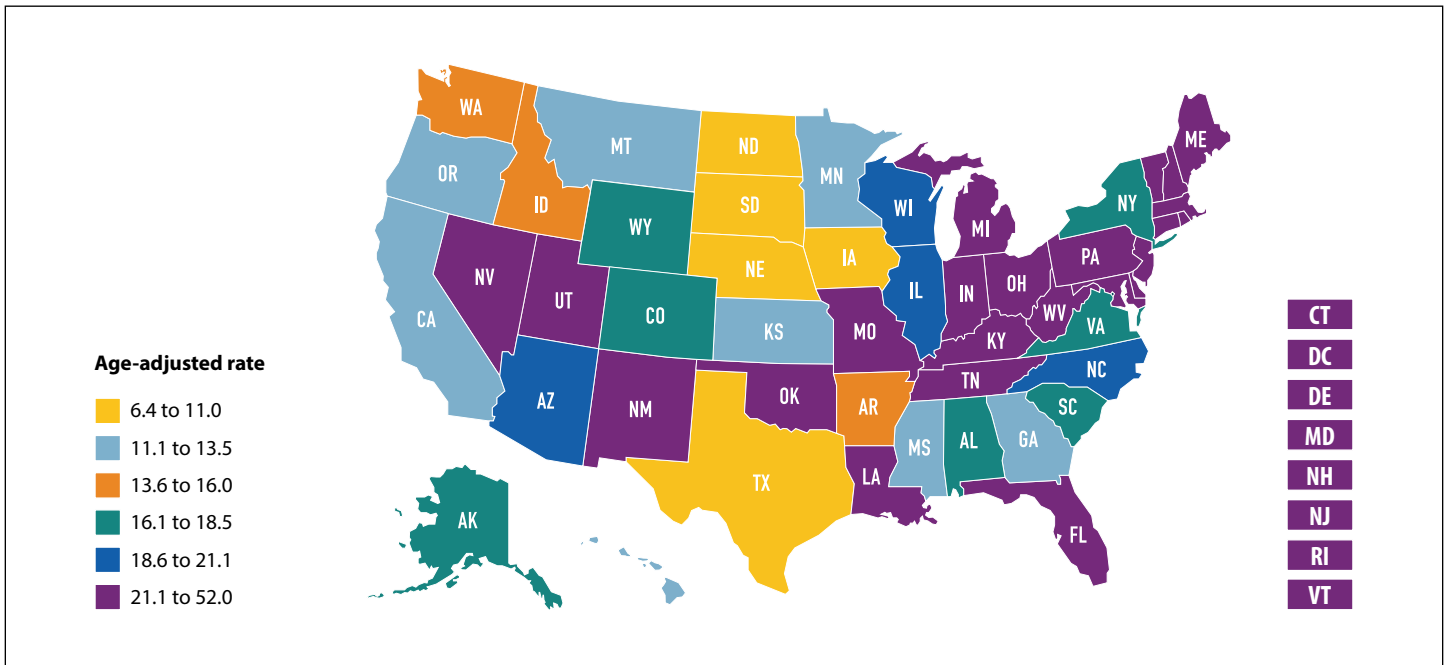 WA
ME
MT
ND
OR
MN
ID
SD
WI
NY
WY
MI
IA
PA
NE
NV
OH
IL
IN
UT
CO
WV
CA
KS
MO
VA
KY
CT
DC
NC
TN
Age-adjusted rate
AZ
OK
NM
AR
SC
DE
6.4 to 11.0
MS
AL
GA
MD
11.1 to 13.5
LA
NH
13.6 to 16.0
TX
NJ
16.1 to 18.5
AK
FL
RI
18.6 to 21.1
VT
21.1 to 52.0